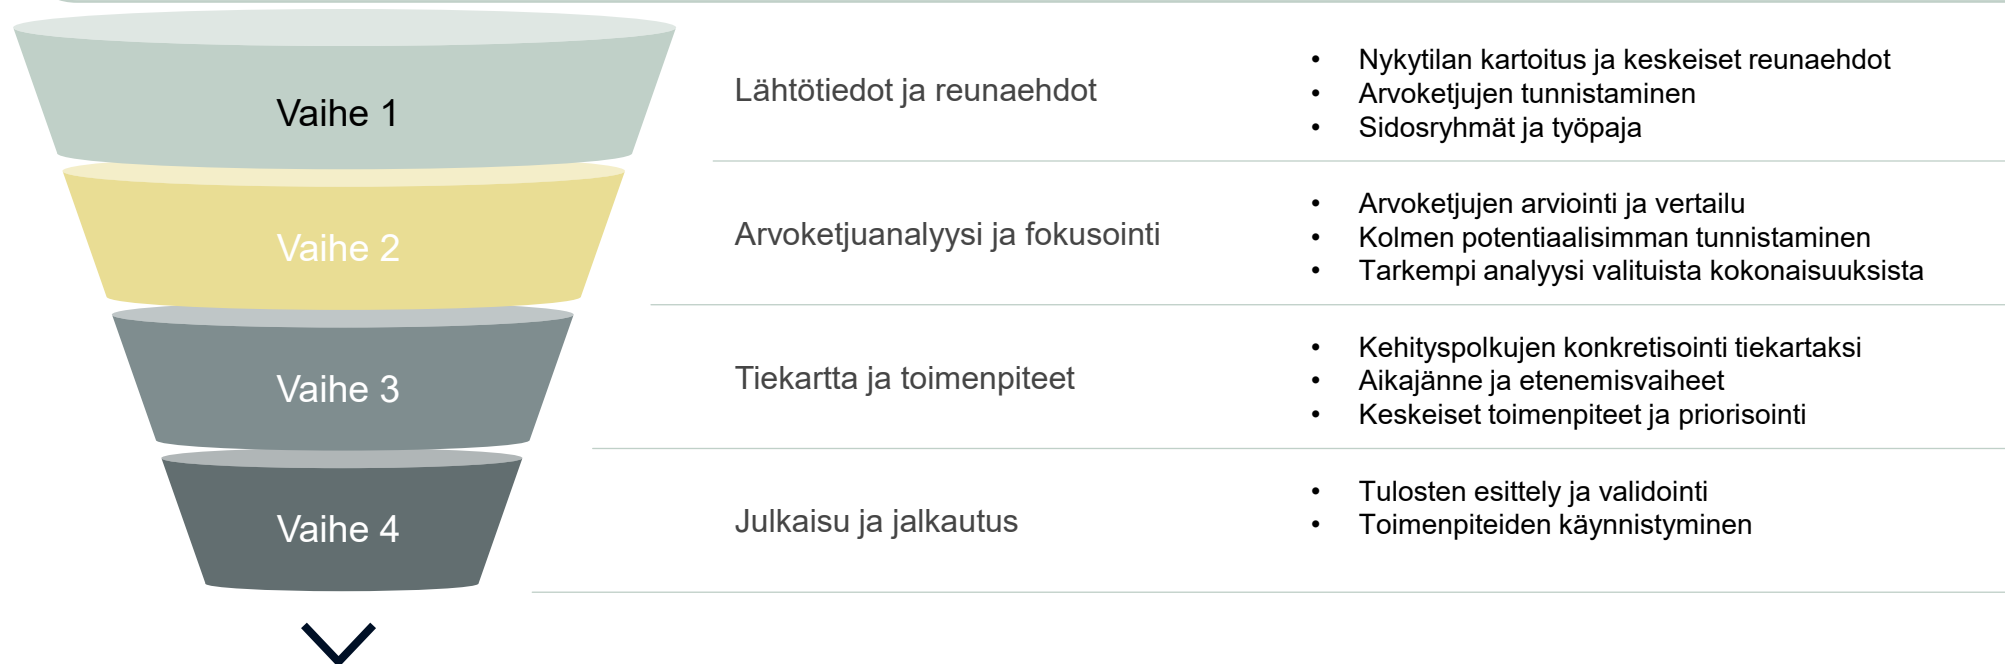 Vaihe 1
Lähtötiedot ja reunaehdot
• Nykytilan kartoitus ja keskeiset reunaehdot
• Arvoketjujen tunnistaminen
• Sidosryhmät ja työpaja
Vaihe 2
Arvoketjuanalyysi ja fokusointi
• Arvoketjujen arviointi ja vertailu
• Kolmen potentiaalisimman tunnistaminen
• Tarkempi analyysi valituista kokonaisuuksista
Vaihe 3
Tiekartta ja toimenpiteet
• Kehityspolkujen konkretisointi tiekartaksi
• Aikajänne ja etenemisvaiheet
• Keskeiset toimenpiteet ja priorisointi
Vaihe 4
Julkaisu ja jalkautus
• Tulosten esittely ja validointi
• Toimenpiteiden käynnistyminen